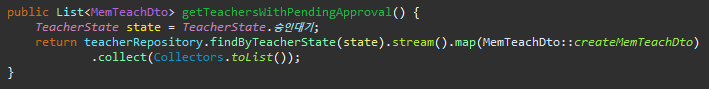 public List<MemTeachDto> getTeachersWithPendingApproval() {
TeacherState state = TeacherState.승인대기;
return teacherRepository.findByTeacherState(state).stream().map(MemTeachDto::createMemTeachDto)
.collect(Collectors.toList());
}